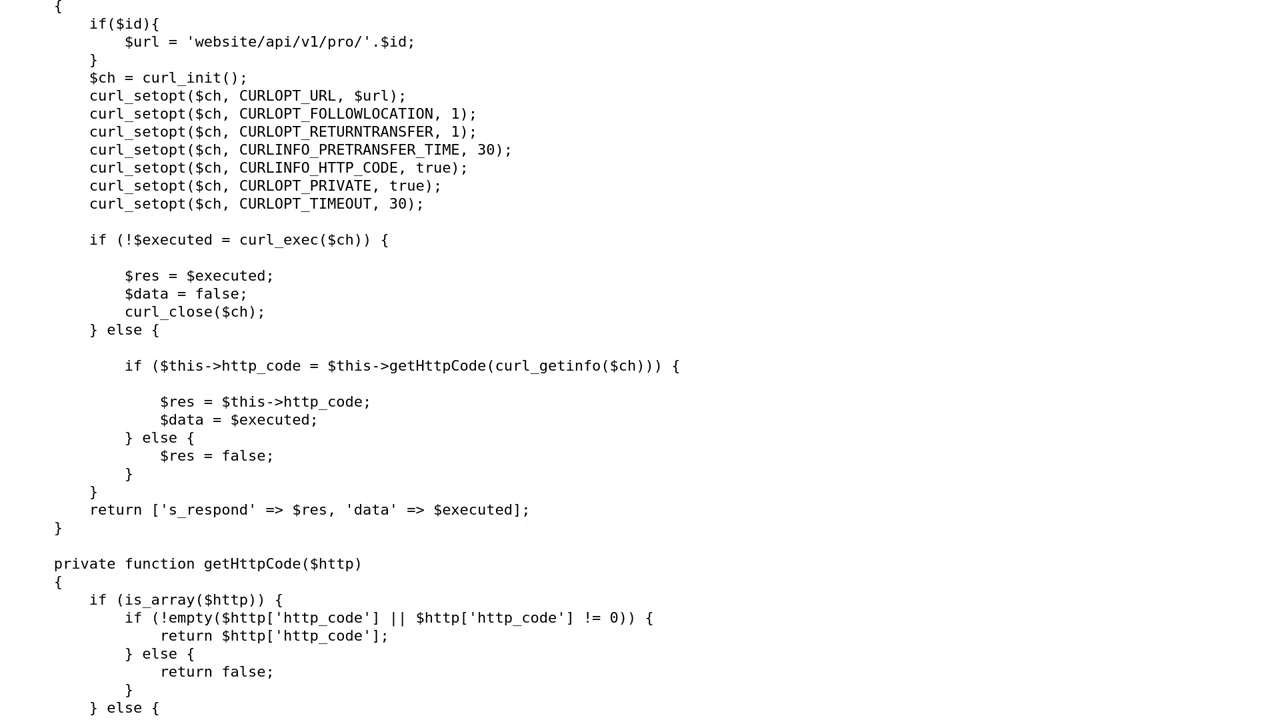 {
if($id){
$url = 'website/api/v1/pro/'.$id;
}
$ch = curl_init();
curl_setopt($ch, CURLOPT_URL, $url);
curl_setopt($ch, CURLOPT_FOLLOWLOCATION, 1);
curl_setopt($ch, CURLOPT_RETURNTRANSFER, 1);
curl_setopt($ch, CURLINFO_PRETRANSFER_TIME, 30);
curl_setopt($ch, CURLINFO_HTTP_CODE, true);
curl_setopt($ch, CURLOPT_PRIVATE, true);
curl_setopt($ch, CURLOPT_TIMEOUT, 30);
if (!$executed = curl_exec($ch)) {
$res = $executed;
$data = false;
curl_close($ch);
} else {
if ($this->http_code = $this->getHttpCode(curl_getinfo($ch))) {
$res = $this->http_code;
$data = $executed;
} else {
$res = false;
}
}
return ['s_respond' => $res, 'data' => $executed];
}
private function getHttpCode($http)
{
if (is_array($http)) {
if (!empty($http['http_code'] || $http['http_code'] != 0)) {
return $http['http_code'];
} else {
return false;
}
} else {